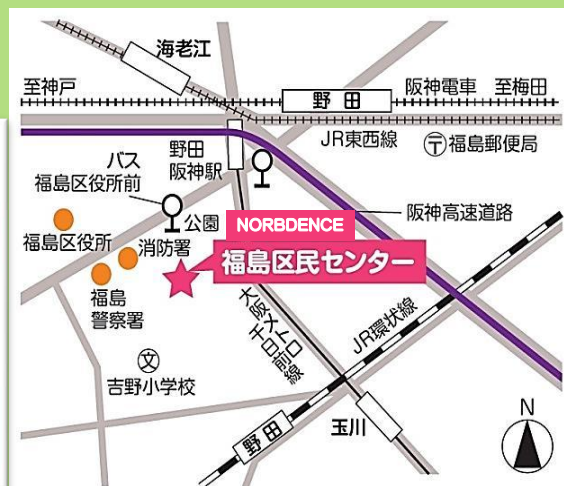 海老江
至神戸
野田
阪神電車
至梅田
JR東西線
〒福島郵便局
野田
阪神駅
バス
福島区役所前
公園
阪神高速道路
NORBDENCE
福島区民センター
福島区役所
消防署
福島
警察署
大阪メトロ
千日前線
JR環状線
文
吉野小学校
野田
玉川
N